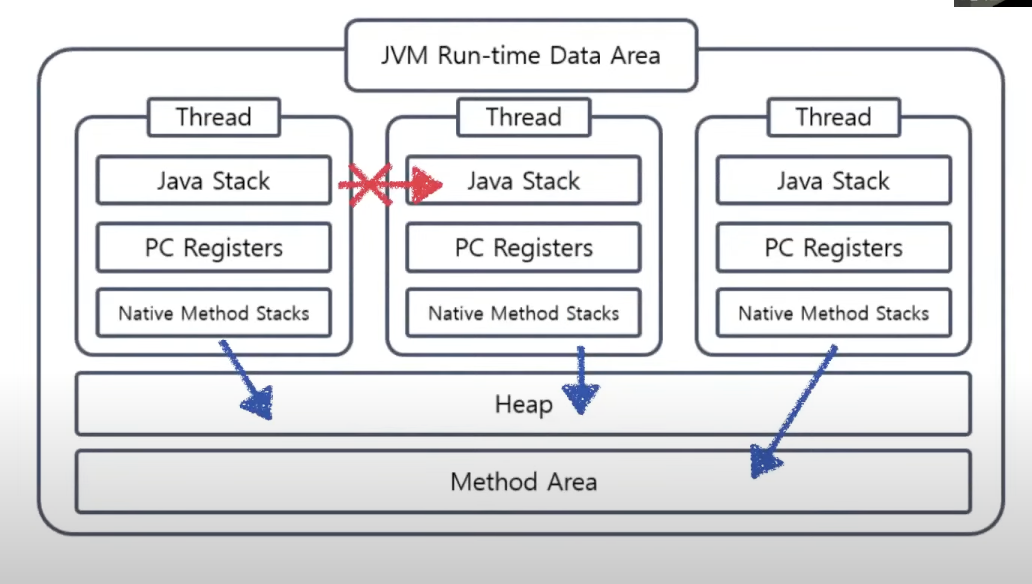 JVM Run-time Data Area
Thread
Thread
Thread
Java Stack
Java Stack
Java Stack
PC Registers
PC Registers
PC Registers
Native Method Stacks
Native Method Stacks
Native Method Stacks
Heap
Method Area